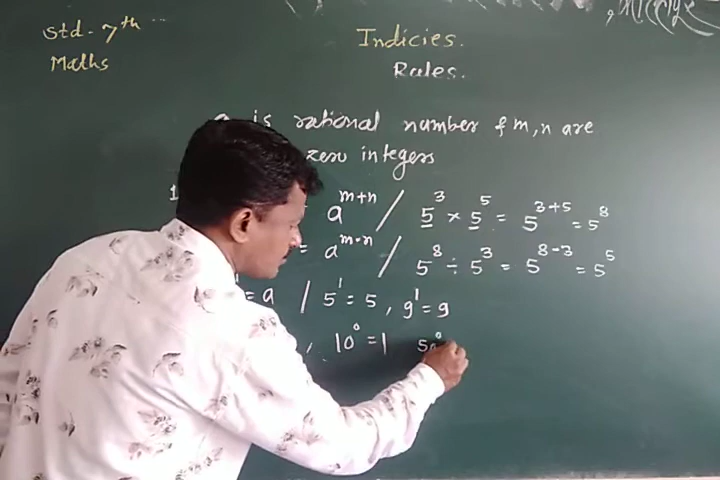 Std - 7th
Maths
Indicies.
Rules.
a is rational number & m, n are
zero integers
a^{m+n} / 5^3 × 5^5 = 5^{3+5} = 5^8
= a^{m-n} / 5^8 ÷ 5^3 = 5^{8-3} = 5^5
= a / 5^1 = 5, 9^1 = 9
, 10^0 = 1 50^0